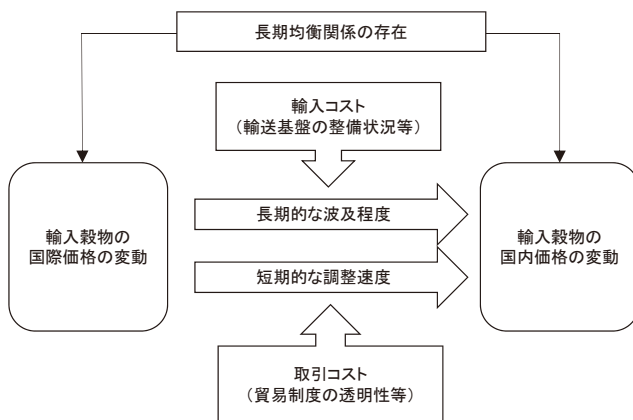 長期均衡関係の存在
輸入コスト
(輸送基盤の整備状況等)
輸入穀物の
国際価格の変動
長期的な波及程度
短期的な調整速度
輸入穀物の
国内価格の変動
取引コスト
(貿易制度の透明性等)